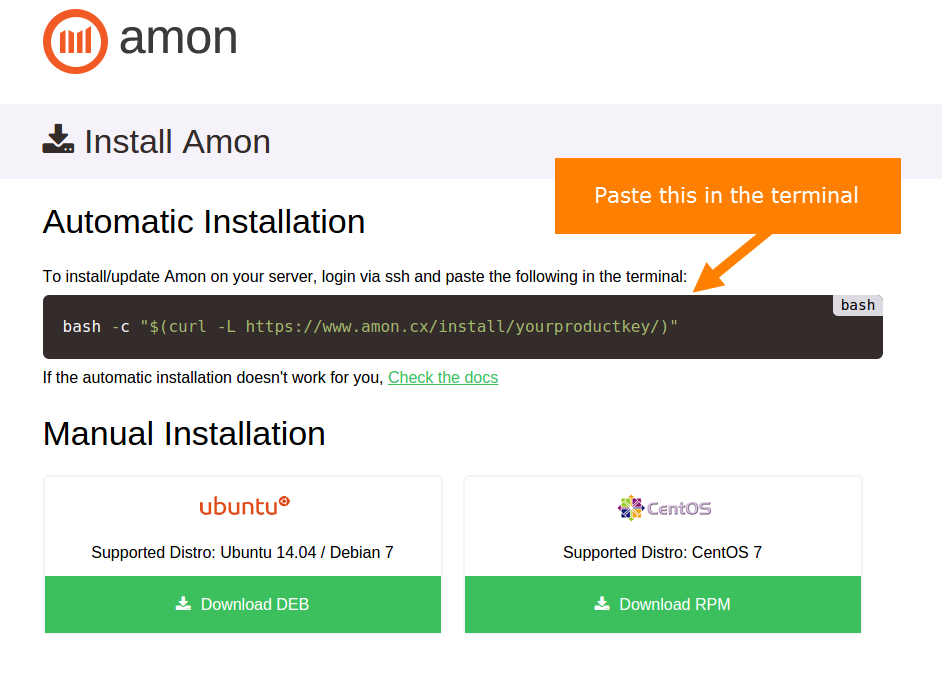 amon
Install Amon
Paste this in the terminal
Automatic Installation
To install/update Amon on your server, login via ssh and paste the following in the terminal:
bash
bash -c "$(curl -L https://www.amon.cx/install/yourproductkey/)"
If the automatic installation doesn't work for you, Check the docs
Manual Installation
ubuntu
Supported Distro: Ubuntu 14.04 / Debian 7
Download DEB
CentOS
Supported Distro: CentOS 7
Download RPM